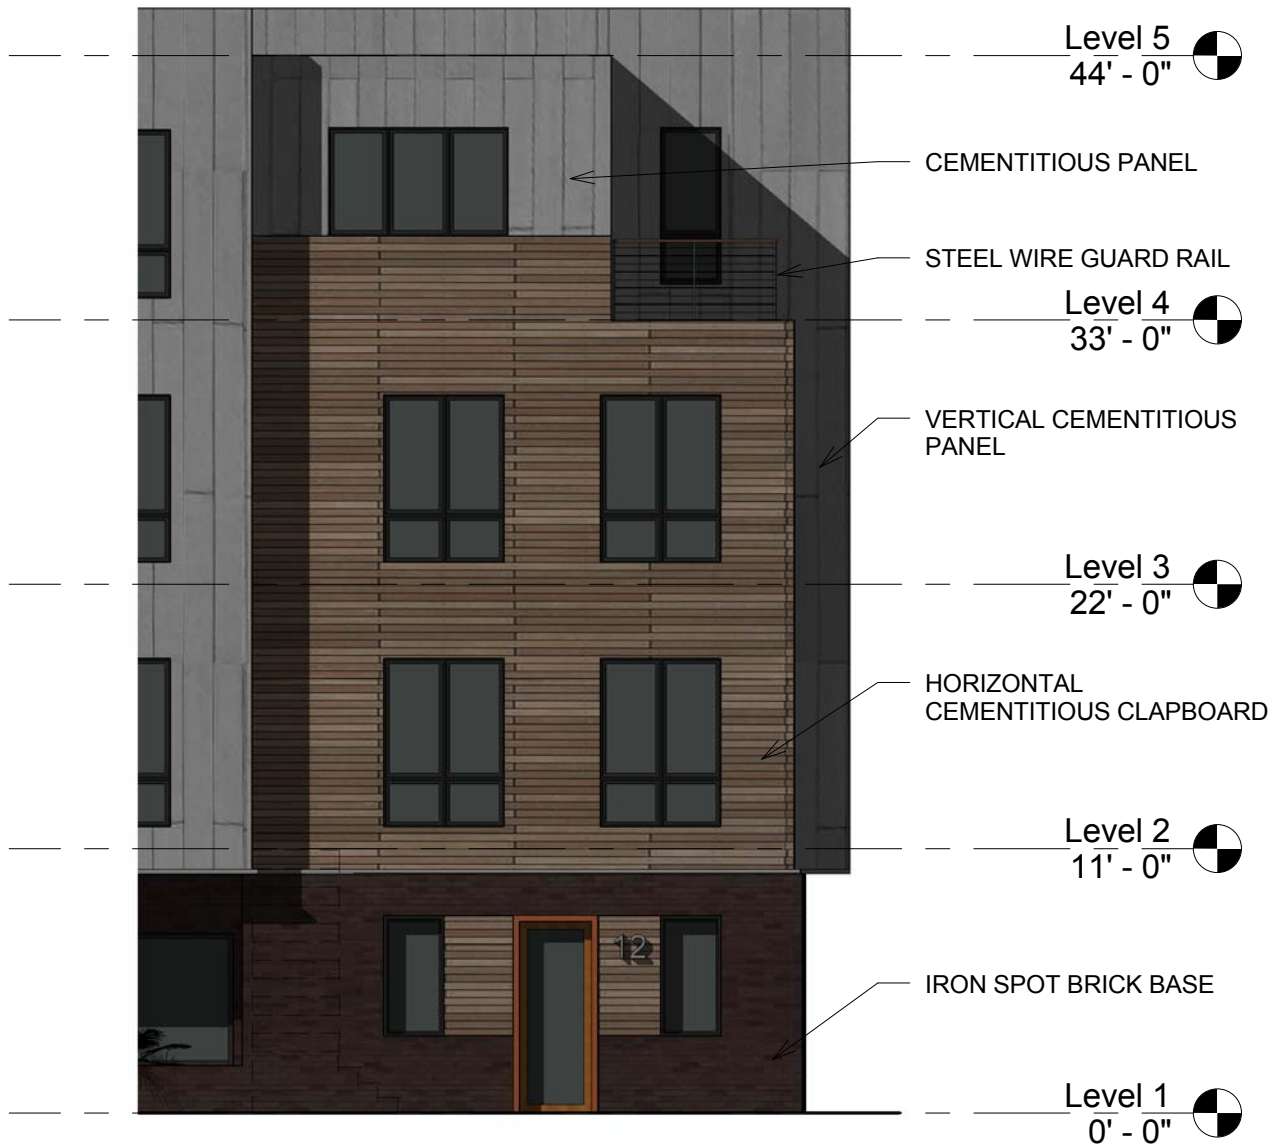 Level 5
44' - 0"
CEMENTITIOUS PANEL
STEEL WIRE GUARD RAIL
Level 4
33' - 0"
VERTICAL CEMENTITIOUS
PANEL
Level 3
22' - 0"
HORIZONTAL
CEMENTITIOUS CLAPBOARD
Level 2
11' - 0"
12
IRON SPOT BRICK BASE
Level 1
0' - 0"